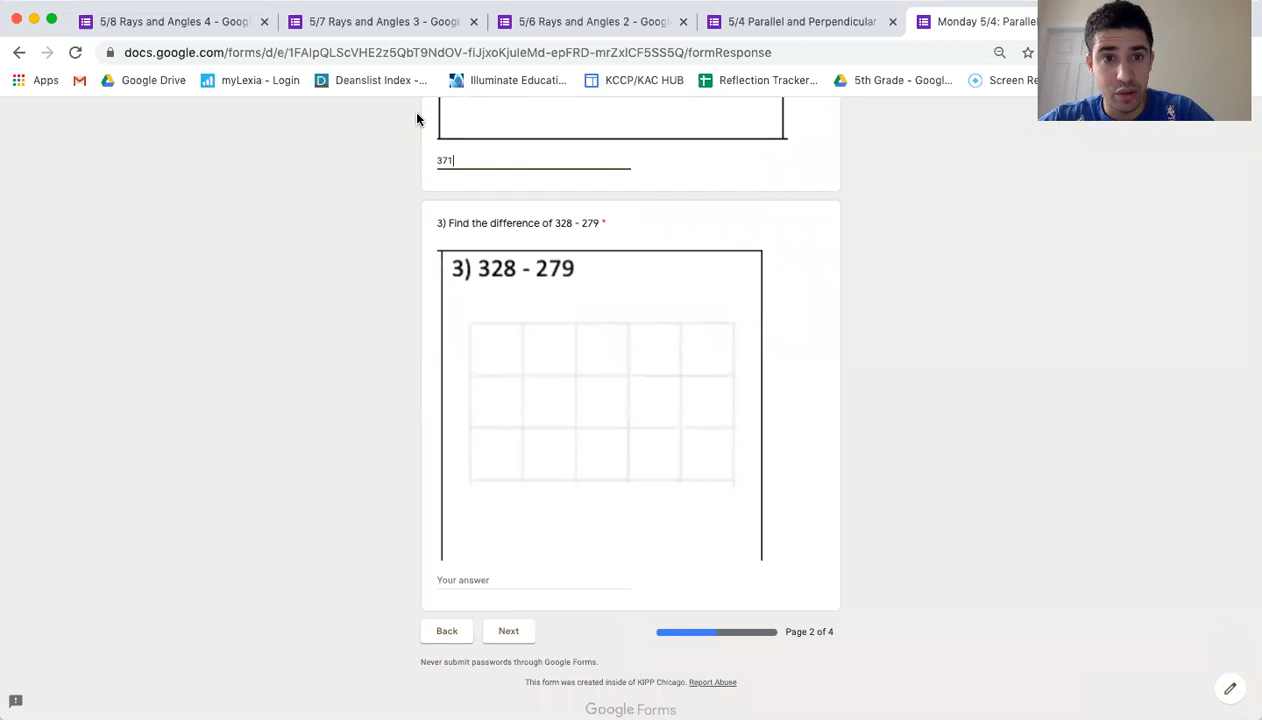 5/8 Rays and Angles 4 - Goog
5/7 Rays and Angles 3 - Googl
5/6 Rays and Angles 2 - Googl
5/4 Parallel and Perpendicular
Monday 5/4: Parallel
docs.google.com/forms/d/e/1FAIpQLScVHE2z5QbT9NdOV-fiJjxoKjuIeMd-epFRD-mrZxlCF5SS5Q/formResponse
Apps
Google Drive
myLexia - Login
Deanslist Index -...
Illuminate Educati...
KCCP/KAC HUB
Reflection Tracker...
5th Grade - Googl...
Screen Re
371
3) Find the difference of 328 - 279 *
3) 328 - 279
Your answer
Back
Next
Page 2 of 4
Never submit passwords through Google Forms.
This form was created inside of KIPP Chicago. Report Abuse
Google Forms